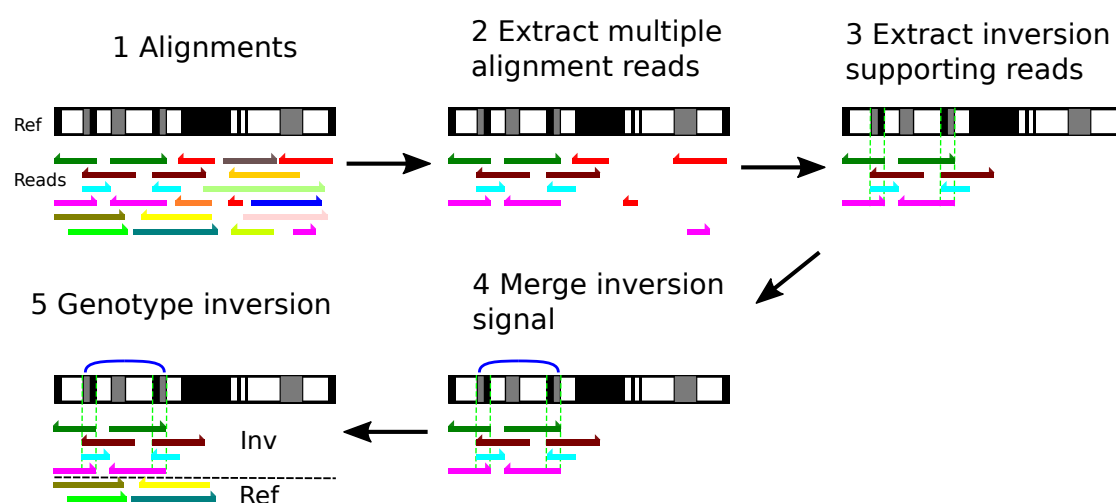 1 Alignments
2 Extract multiple
alignment reads
3 Extract inversion
supporting reads
Ref
Reads
5 Genotype inversion
4 Merge inversion
signal
Inv
Ref